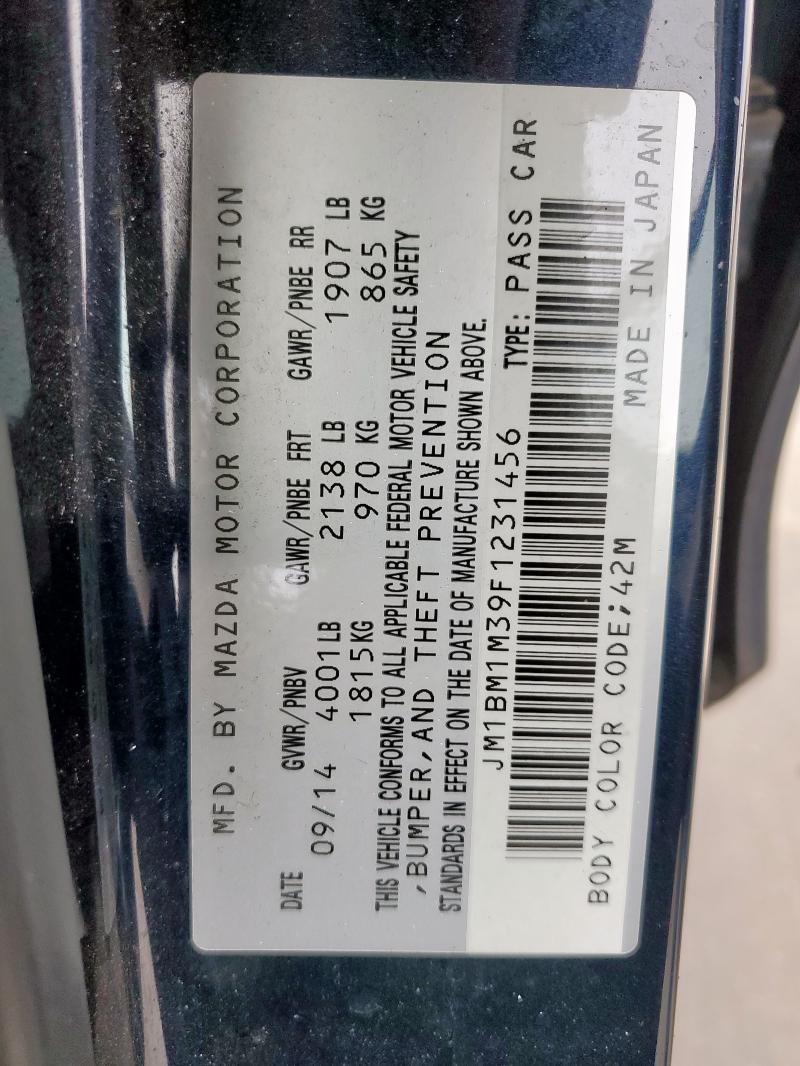 MFD. BY MAZDA MOTOR CORPORATION
DATE GVWR/PNBV GAWR/PNBE FRT GAWR/PNBE RR
09/14 4001LB 2138 LB 1907 LB
1815KG 970 KG 865 KG
THIS VEHICLE CONFORMS TO ALL APPLICABLE FEDERAL MOTOR VEHICLE SAFETY
,BUMPER,AND THEFT PREVENTION
STANDARDS IN EFFECT ON THE DATE OF MANUFACTURE SHOWN ABOVE.
JM1BM1M39F1231456 TYPE: PASS CAR
BODY COLOR CODE;42M MADE IN JAPAN